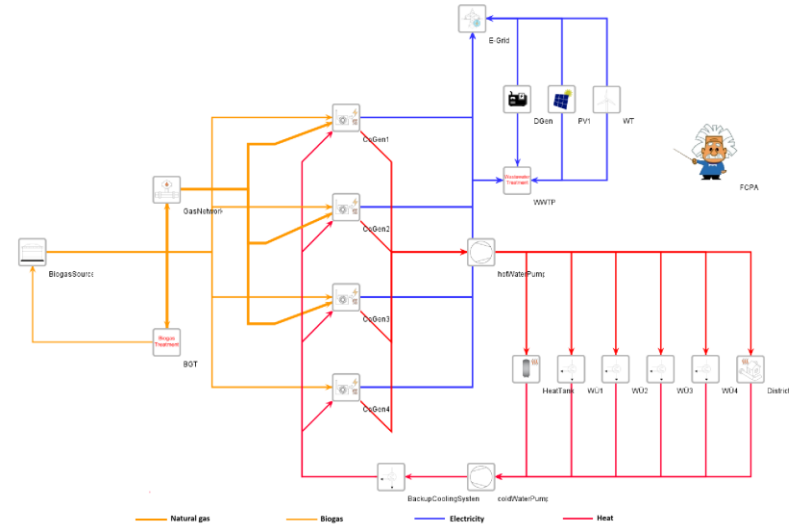 E-Grid
DGen
PV1
WT
Wastewater
Treatment
WWTP
FCPA
CoGen1
GasNetwork
CoGen2
BiogasSource
hotWaterPump
CoGen3
Biogas
Treatment
BGT
HeatTank
WÜ1
WÜ2
WÜ3
WÜ4
District
CoGen4
BackupCoolingSystem
coldWaterPump
Natural gas
Biogas
Electricity
Heat